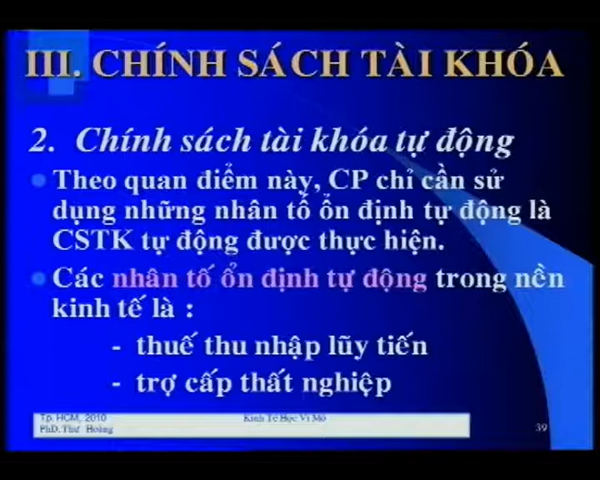 III. CHÍNH SÁCH TÀI KHÓA
2. Chính sách tài khóa tự động
Theo quan điểm này, CP chỉ cần sử
dụng những nhân tố ổn định tự động là
CSTK tự động được thực hiện.
Các nhân tố ổn định tự động trong nền
kinh tế là :
- thuế thu nhập lũy tiến
- trợ cấp thất nghiệp
Tp. HCM, 2010
Kinh Tế Học Vĩ Mô
39
PhD. Thư Hoàng